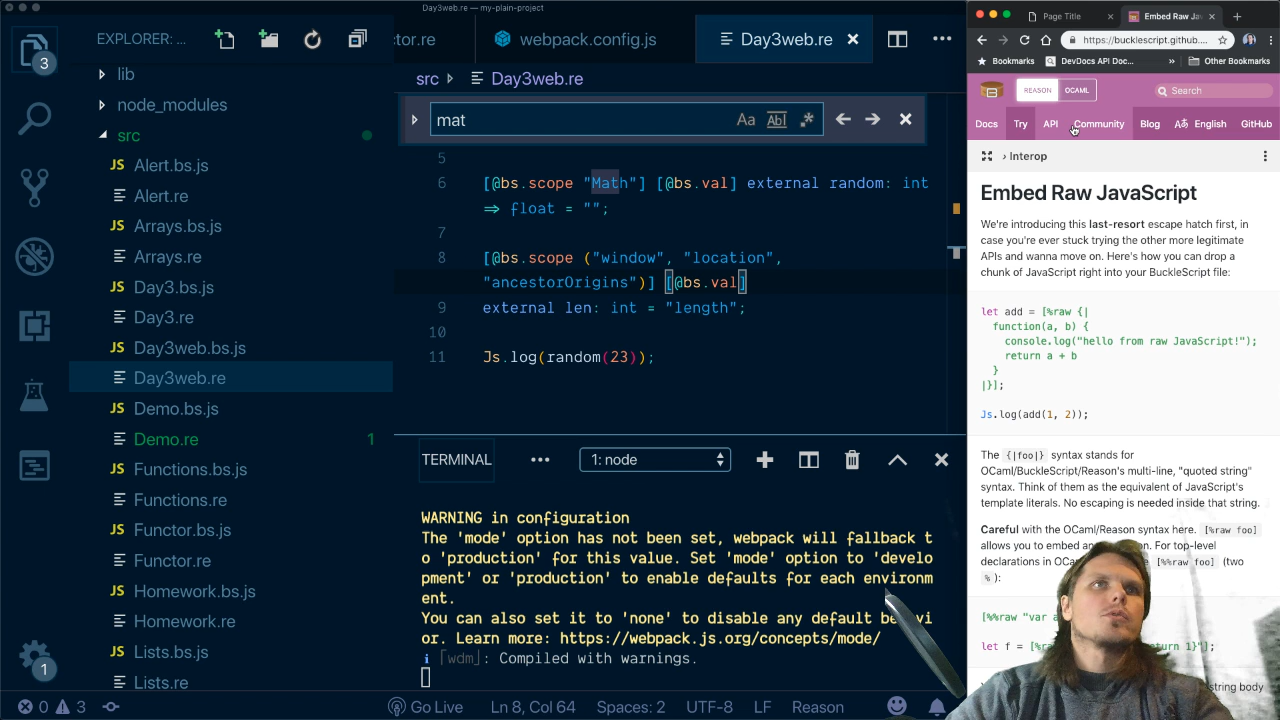 Day3web.re — my-plain-project
EXPLORER: ...
3
lib
node_modules
src
JS Alert.bs.js
Alert.re
JS Arrays.bs.js
Arrays.re
JS Day3.bs.js
Day3.re
JS Day3web.bs.js
Day3web.re
JS Demo.bs.js
Demo.re 1
JS Functions.bs.js
Functions.re
JS Functor.bs.js
Functor.re
JS Homework.bs.js
Homework.re
JS Lists.bs.js
Lists.re
1
ctor.re
webpack.config.js
Day3web.re
src
Day3web.re
mat
Aa Abl .*
5
6 [@bs.scope "Math"] [@bs.val] external random: int
⇒ float = "";
7
8 [@bs.scope ("window", "location",
"ancestorOrigins")] [@bs.val]
9 external len: int = "length";
10
11 Js.log(random(23));
TERMINAL
...
1: node
WARNING in configuration
The 'mode' option has not been set, webpack will fallback t
o 'production' for this value. Set 'mode' option to 'develo
pment' or 'production' to enable defaults for each environm
ent.
You can also set it to 'none' to disable any default be vi
or. Learn more: https://webpack.js.org/concepts/mode/
ℹ ｢wdm｣: Compiled with warnings.
0 3
Go Live
Ln 8, Col 64
Spaces: 2
UTF-8
LF
Reason
Page Title
Embed Raw Ja
https://bucklescript.github....
Bookmarks
DevDocs API Doc...
»
Other Bookmarks
REASON
OCAML
Search
Docs
Try
API
Community
Blog
English
GitHub
› Interop
Embed Raw JavaScript
We're introducing this last-resort escape hatch first, in
case you're ever stuck trying the other more legitimate
APIs and wanna move on. Here's how you can drop a
chunk of JavaScript right into your BuckleScript file:
let add = [%raw {|
function(a, b) {
console.log("hello from raw JavaScript!");
return a + b
}
|}];
Js.log(add(1, 2));
The {|foo|} syntax stands for
OCaml/BuckleScript/Reason's multi-line, "quoted string"
syntax. Think of them as the equivalent of JavaScript's
template literals. No escaping is needed inside that string.
Careful with the OCaml/Reason syntax here. [%raw foo]
allows you to embed an on. For top-level
declarations in OCa [%%raw foo] (two
% ):
[%%raw "var a
let f = [%ra turn 1}"];
string body